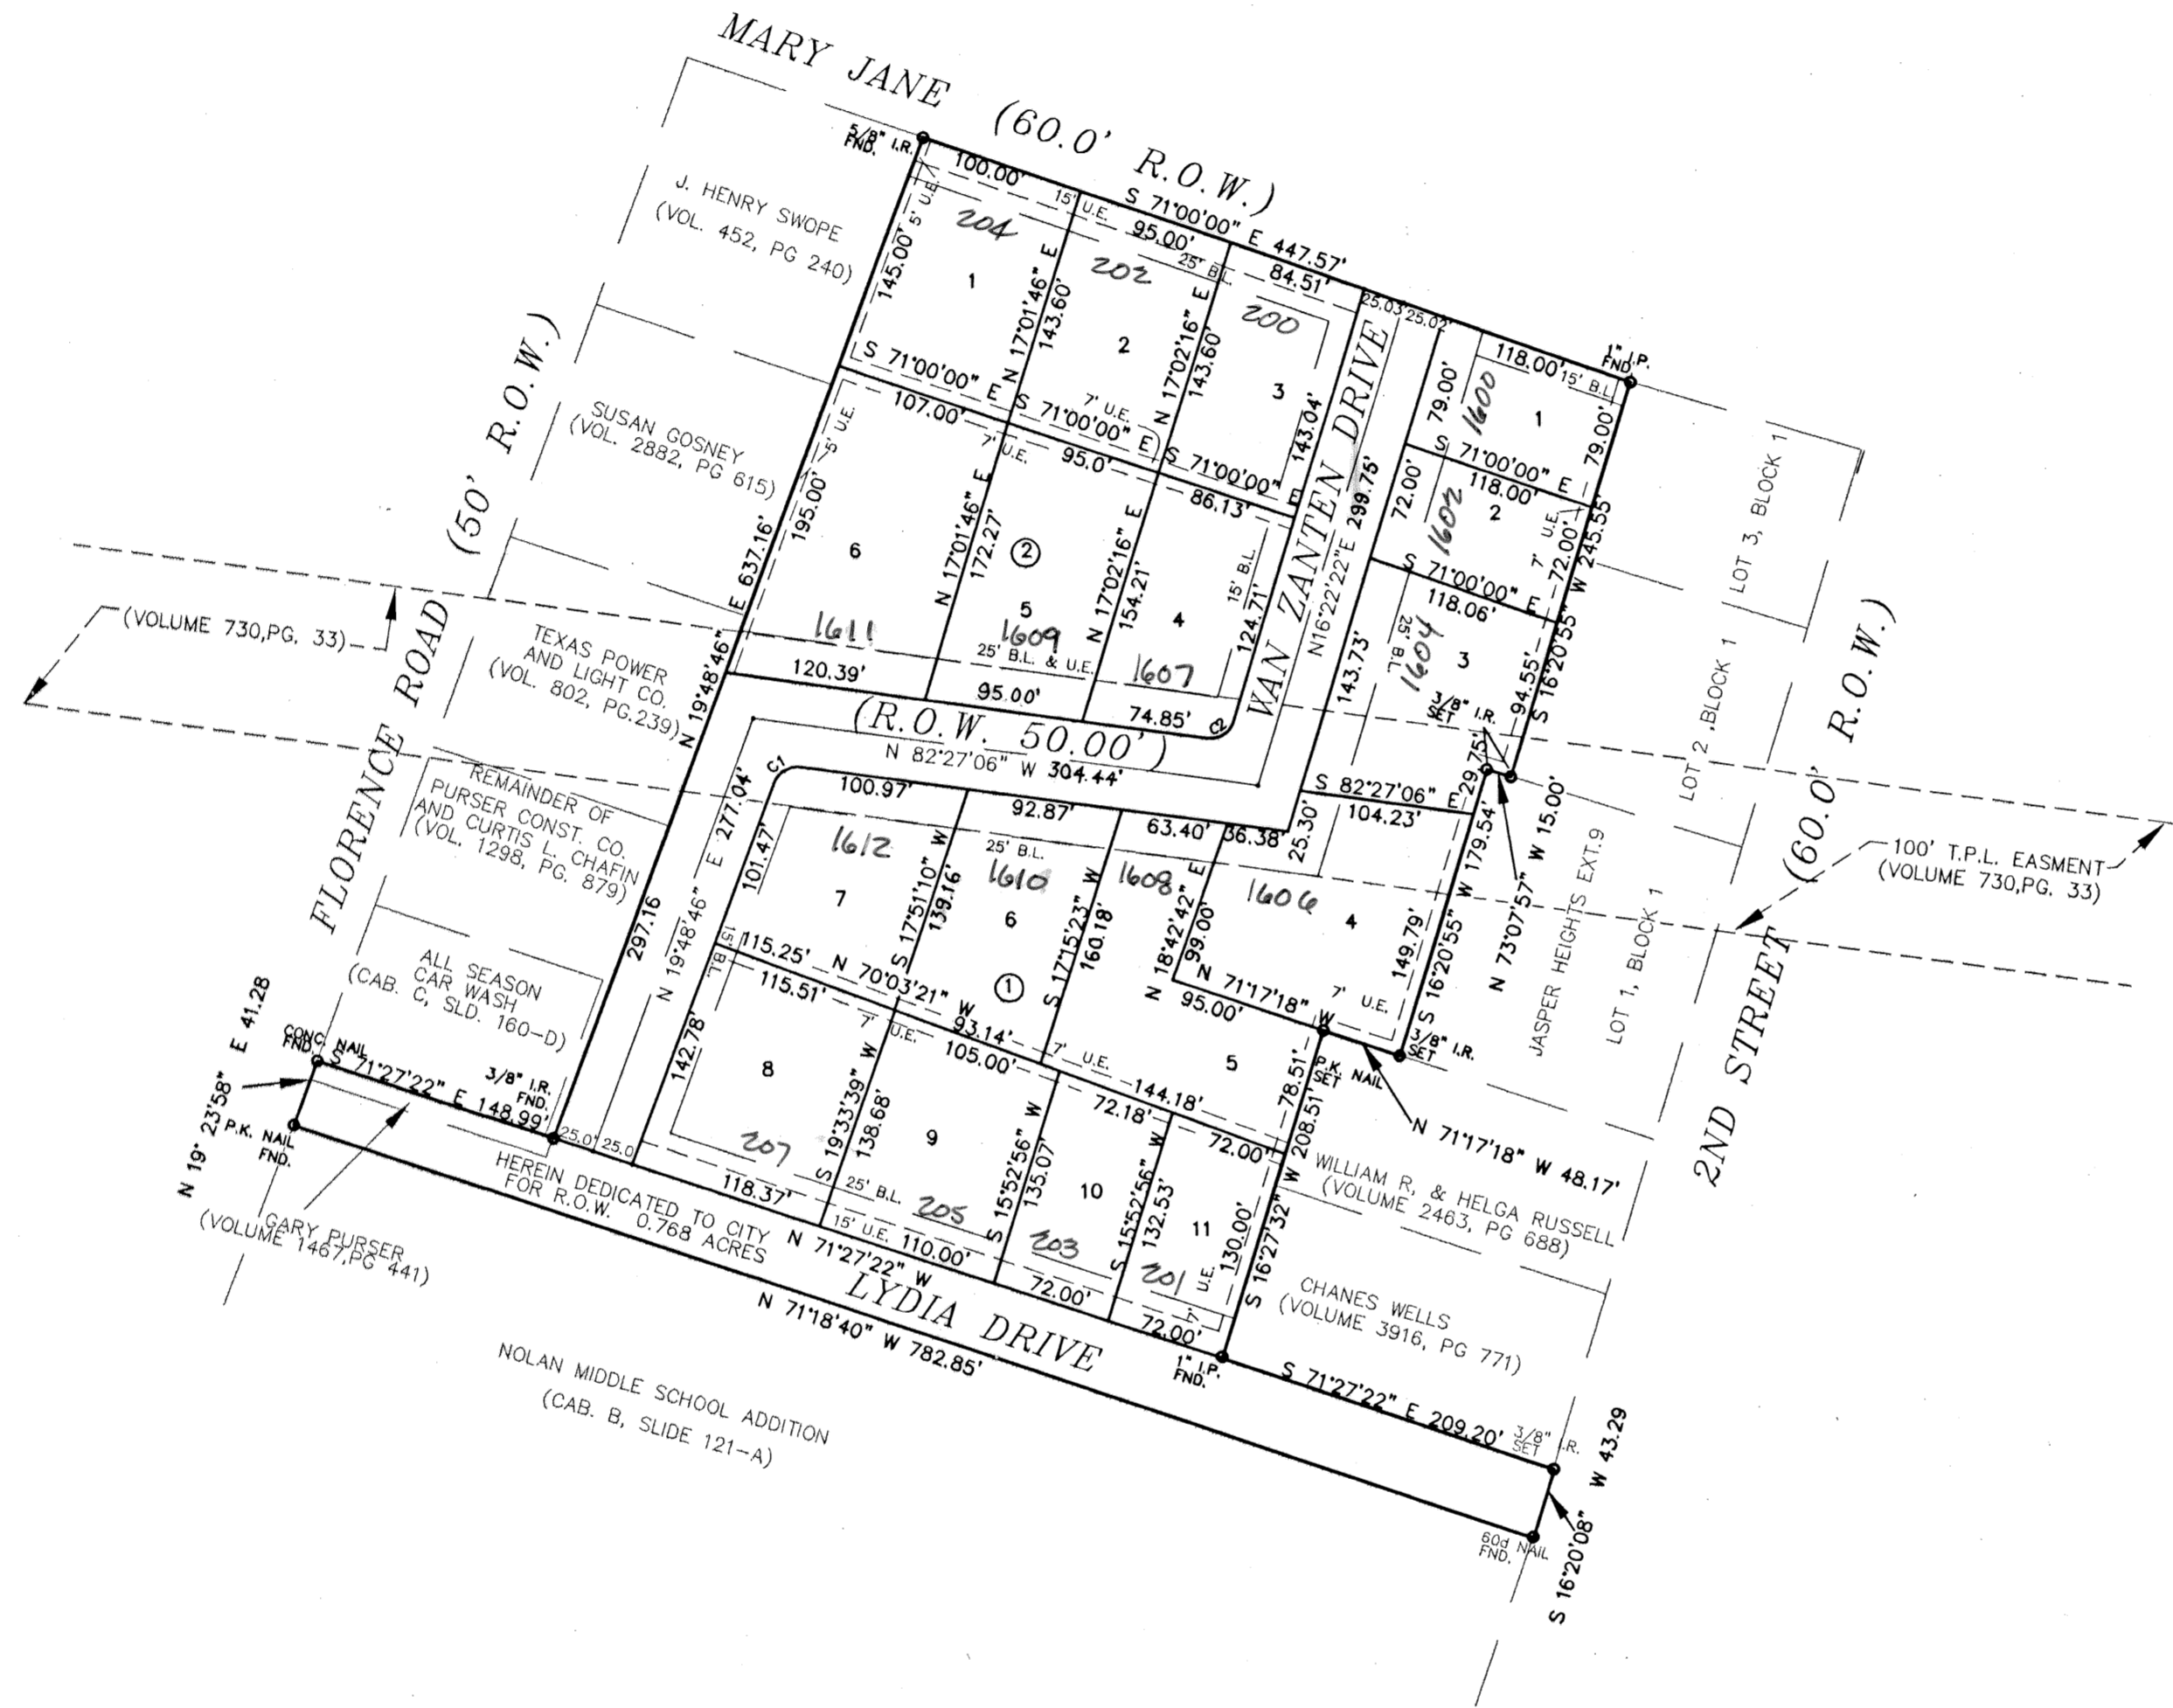 MARY JANE (60.0' R.O.W.)
5/8" I.R.
FND.
100.00'
15' U.E.
S 71°00'00" E 447.57'
95.00'
25' B.L.
84.51'
25.03'
25.02'
118.00'
15' B.L.
1" I.P.
FND.
J. HENRY SWOPE
(VOL. 452, PG 240)
145.00'
5' U.E.
204
1
N 17°01'46" E
143.60'
202
2
N 17°02'16" E
143.60'
200
3
143.04'
VAN ZANTEN DRIVE
N16°22'22"E 299.75'
79.00'
1600
1
79.00'
S 71°00'00" E
118.00'
S 71°00'00" E
107.00'
7' U.E.
S 71°00'00" E
7' U.E.
95.0'
S 71°00'00" E
86.13'
72.00'
1602
2
7' U.E.
72.00'
S 16°20'55" W 245.55'
LOT 3, BLOCK 1
SUSAN GOSNEY
(VOL. 2882, PG 615)
FLORENCE ROAD (50' R.O.W.)
N 19°48'46" E 637.16'
195.00'
5' U.E.
6
1611
N 17°01'46" E
172.27'
2
5
1609
25' B.L. & U.E.
N 17°02'16" E
154.21'
4
1607
15' B.L.
124.71'
S 71°00'00" E
118.06'
25' B.L
1604
3
143.73'
94.55'
3/8" I.R.
SET
(VOLUME 730,PG. 33)
TEXAS POWER
AND LIGHT CO.
(VOL. 802, PG.239)
120.39'
95.00'
74.85'
C2
(R.O.W. 50.00')
N 82°27'06" W 304.44'
C1
LOT 2 ,BLOCK 1
2ND STREET (60.0' R.O.W.)
REMAINDER OF
PURSER CONST. CO.
AND CURTIS L. CHAFIN
(VOL. 1298, PG. 879)
N 19°48'46" E 277.04'
297.16
101.47'
100.97'
1612
7
S 17°51'10" W
139.16'
92.87'
25' B.L.
1610
6
1
S 17°15'23" W
160.18'
63.40'
1608
36.38'
25.30'
N 18°42'42" E
99.00'
S 82°27'06" E
104.23'
29.75'
1606
4
149.79'
S 16°20'55" W 179.54'
N 73°07'57" W 15.00'
JASPER HEIGHTS EXT.9
LOT 1, BLOCK 1
100' T.P.L. EASMENT
(VOLUME 730,PG. 33)
ALL SEASON
CAR WASH
(CAB. C, SLD. 160-D)
15' B.L.
115.25'
N 70°03'21" W
115.51'
7' U.E.
93.14'
105.00'
7' U.E.
144.18'
5
N 71°17'18" W
95.00'
7' U.E.
3/8" I.R.
SET
P.K. NAIL
SET
N 71°17'18" W 48.17'
N 19° 23'58" E 41.28
CONC. NAIL
FND.
S 71°27'22" E 148.99'
3/8" I.R.
FND.
P.K. NAIL
FND.
25.0'
25.0
142.78'
8
207
S 19°33'39" W
138.68'
9
205
25' B.L.
72.18'
S 15°52'56" W
135.07'
10
203
S 15°52'56" W
132.53'
72.00'
11
201
U.E.
130.00'
78.51'
S 16°27'32" W 208.51'
WILLIAM R, & HELGA RUSSELL
(VOLUME 2463, PG 688)
CHANES WELLS
(VOLUME 3916, PG 771)
GARY PURSER
(VOLUME 1467,PG 441)
HEREIN DEDICATED TO CITY
FOR R.O.W. 0.768 ACRES
118.37'
15' U.E.
110.00'
N 71°27'22" W
72.00'
72.00'
LYDIA DRIVE
N 71°18'40" W 782.85'
1" I.P.
FND.
S 71°27'22" E 209.20'
3/8" I.R.
SET
60d NAIL
FND.
S 16°20'08" W 43.29
NOLAN MIDDLE SCHOOL ADDITION
(CAB. B, SLIDE 121-A)